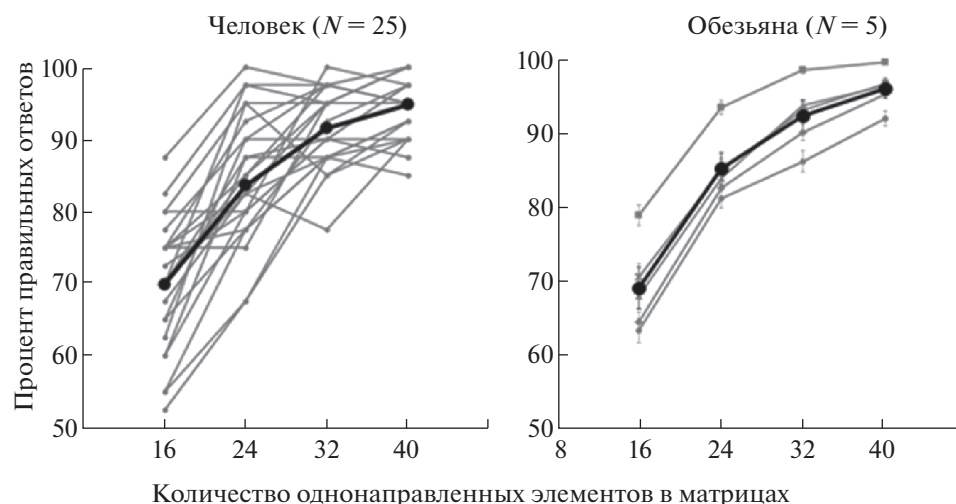 Человек (N = 25)
Обезьяна (N = 5)
Процент правильных ответов
100
90
80
70
60
50
16 24 32 40
100
90
80
70
60
50
8 16 24 32 40
Количество однонаправленных элементов в матрицах